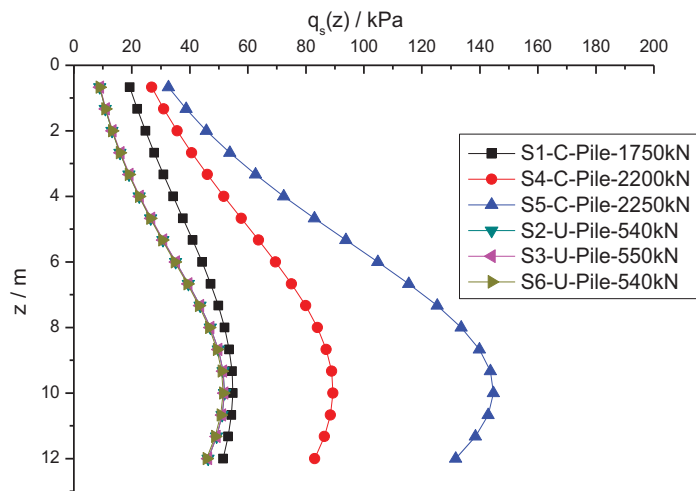 q_s(z) / kPa
0 20 40 60 80 100 120 140 160 180 200
0
2
4
6
8
10
12
z / m
S1-C-Pile-1750kN
S4-C-Pile-2200kN
S5-C-Pile-2250kN
S2-U-Pile-540kN
S3-U-Pile-550kN
S6-U-Pile-540kN